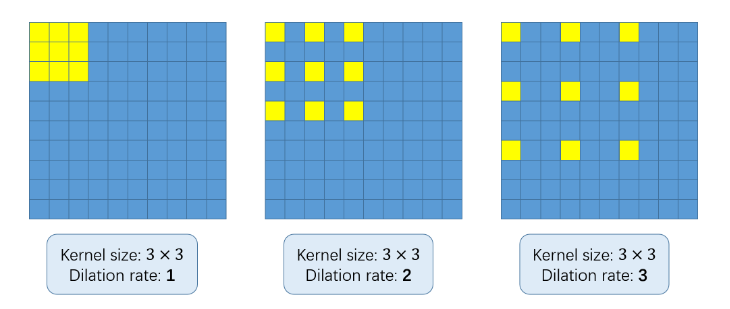 Kernel size: 3 × 3
Dilation rate: 1
Kernel size: 3 × 3
Dilation rate: 2
Kernel size: 3 × 3
Dilation rate: 3